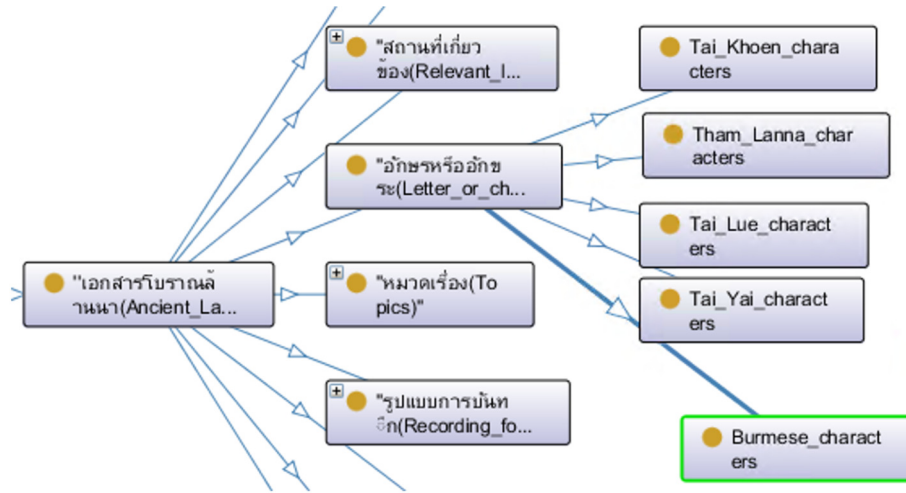 "สถานที่เกี่ยว
ข้อง(Relevant_l...
"อักษรหรืออักข
ระ(Letter_or_ch...
"เอกสารโบราณล้
านนา(Ancient_La...
"หมวดเรื่อง(To
pics)"
"รูปแบบการบันท
ึก(Recording_fo...
Tai_Khoen_chara
cters
Tham_Lanna_char
acters
Tai_Lue_charact
ers
Tai_Yai_charact
ers
Burmese_charact
ers